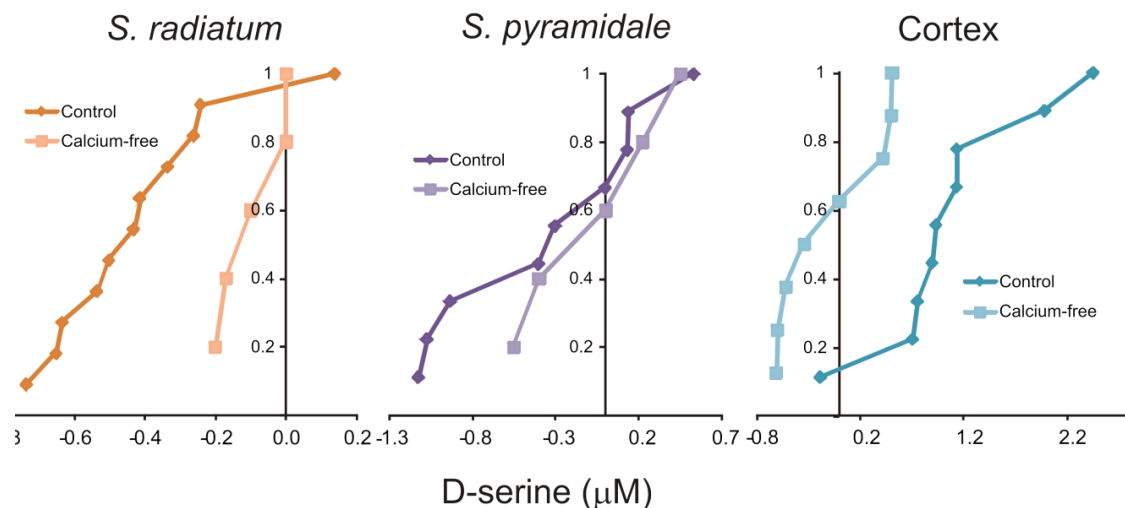 S. radiatum
Control
Calcium-free
1
0.8
0.6
0.4
0.2
-0.6 -0.4 -0.2 0.0 0.2
S. pyramidale
Control
Calcium-free
1
0.8
0.6
0.4
0.2
-1.3 -0.8 -0.3 0.2 0.7
Cortex
Control
Calcium-free
1
0.8
0.6
0.4
0.2
-0.8 0.2 1.2 2.2
D-serine (μM)